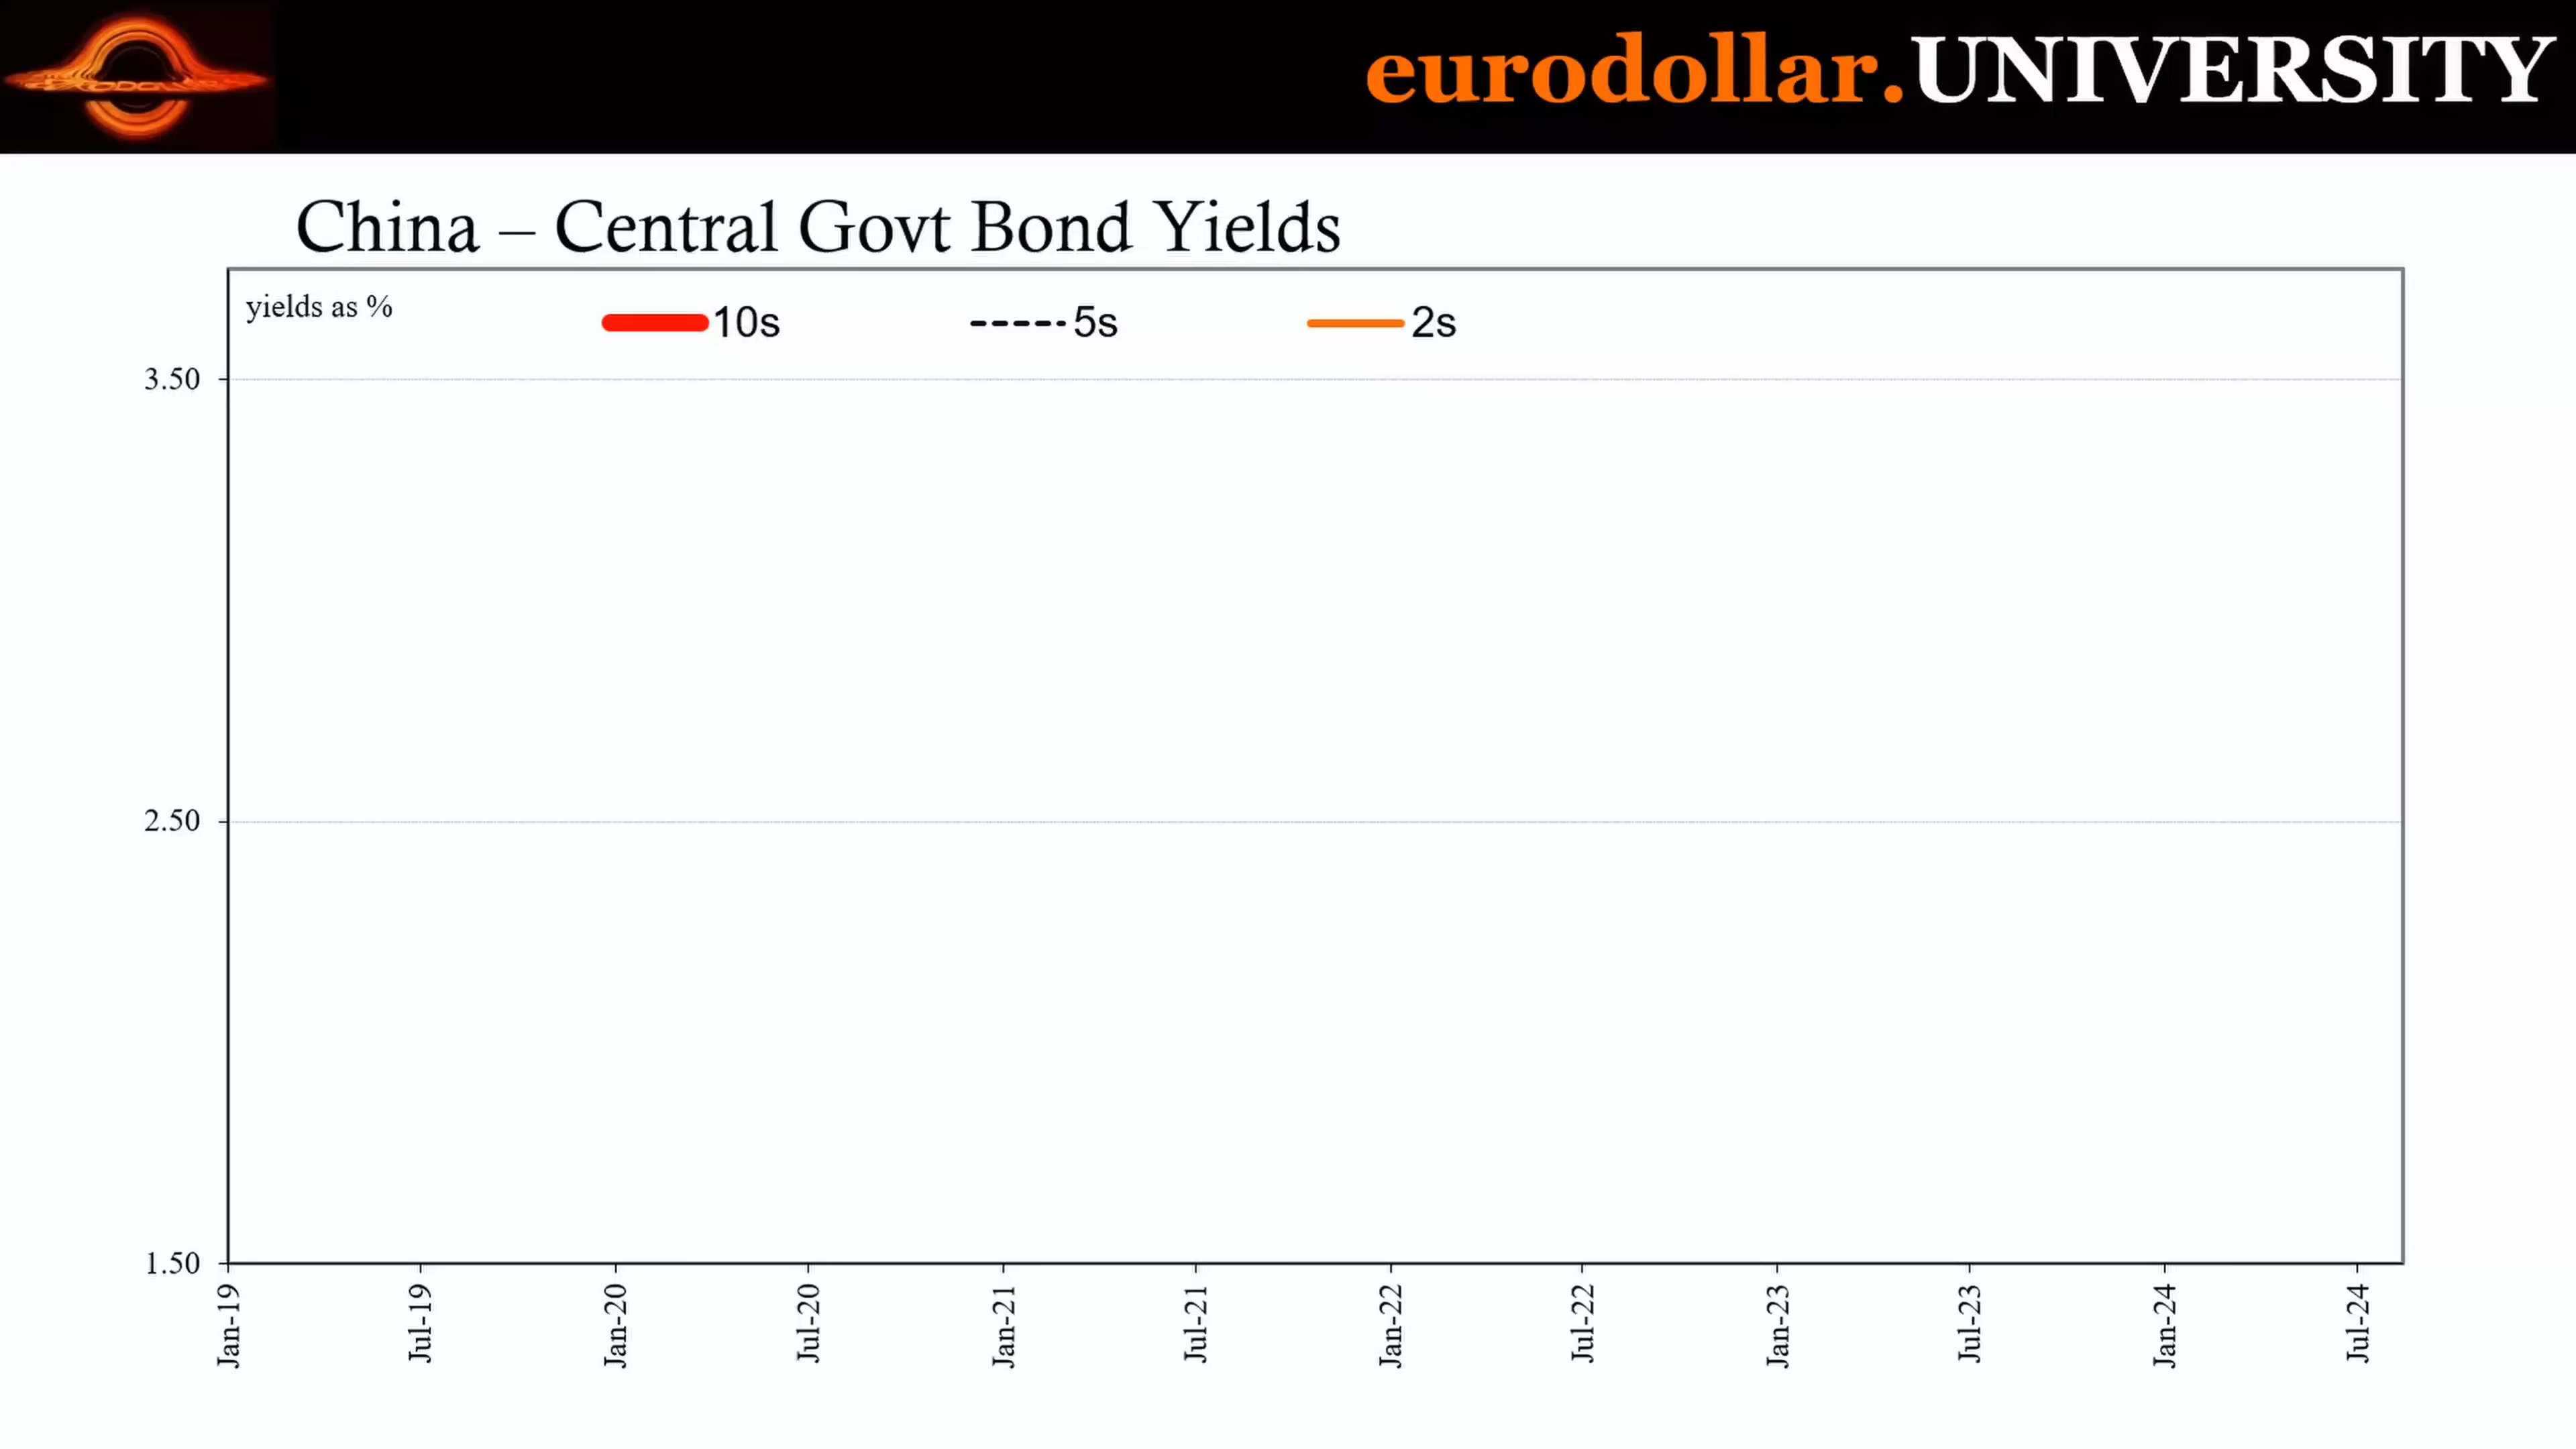 eurodollar.UNIVERSITY
China – Central Govt Bond Yields
yields as %
10s
5s
2s
3.50
2.50
1.50
Jan-19
Jul-19
Jan-20
Jul-20
Jan-21
Jul-21
Jan-22
Jul-22
Jan-23
Jul-23
Jan-24
Jul-24